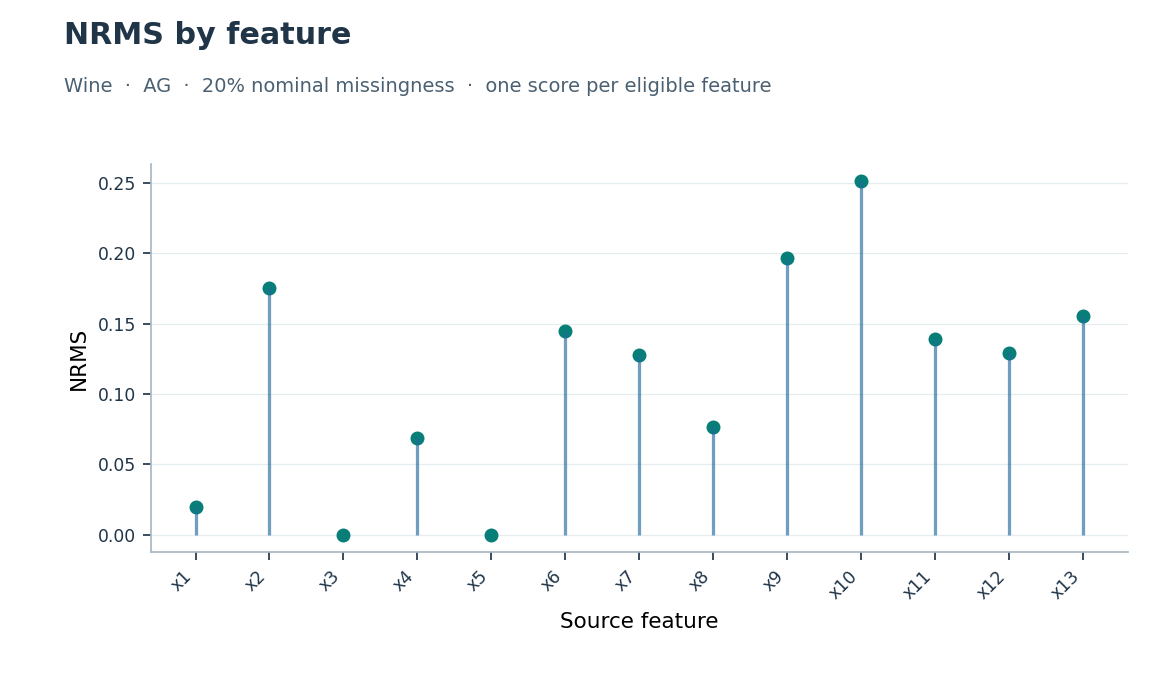 NRMS by feature
Wine · AG · 20% nominal missingness · one score per eligible feature
0.25
0.20
0.15
0.10
0.05
0.00
NRMS
x1 x2 x3 x4 x5 x6 x7 x8 x9 x10 x11 x12 x13
Source feature